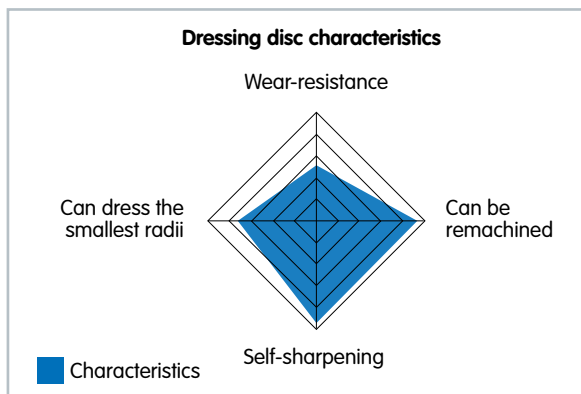 Dressing disc characteristics
Wear-resistance
Can dress the
smallest radii
Can be
remachined
Self-sharpening
Characteristics